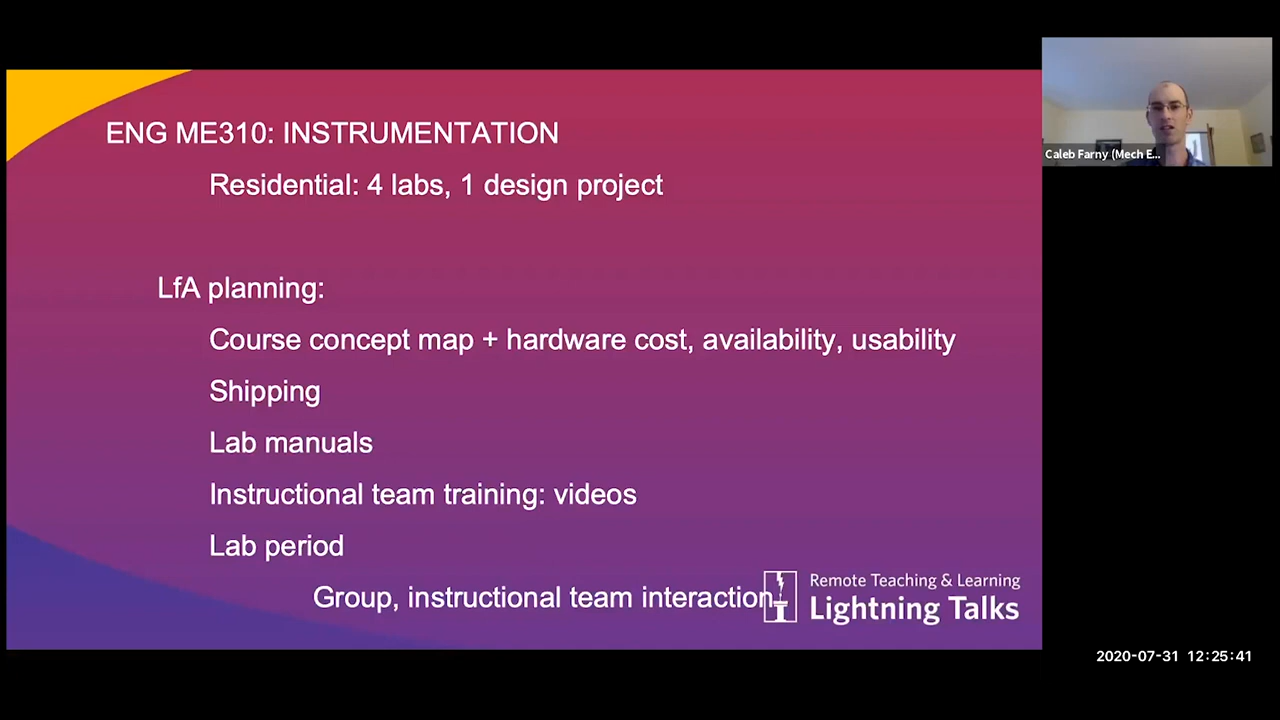 ENG ME310: INSTRUMENTATION
Residential: 4 labs, 1 design project
LfA planning:
Course concept map + hardware cost, availability, usability
Shipping
Lab manuals
Instructional team training: videos
Lab period
Group, instructional team interaction
Remote Teaching & Learning
Lightning Talks
Caleb Farny (Mech E...
2020-07-31 12:25:41